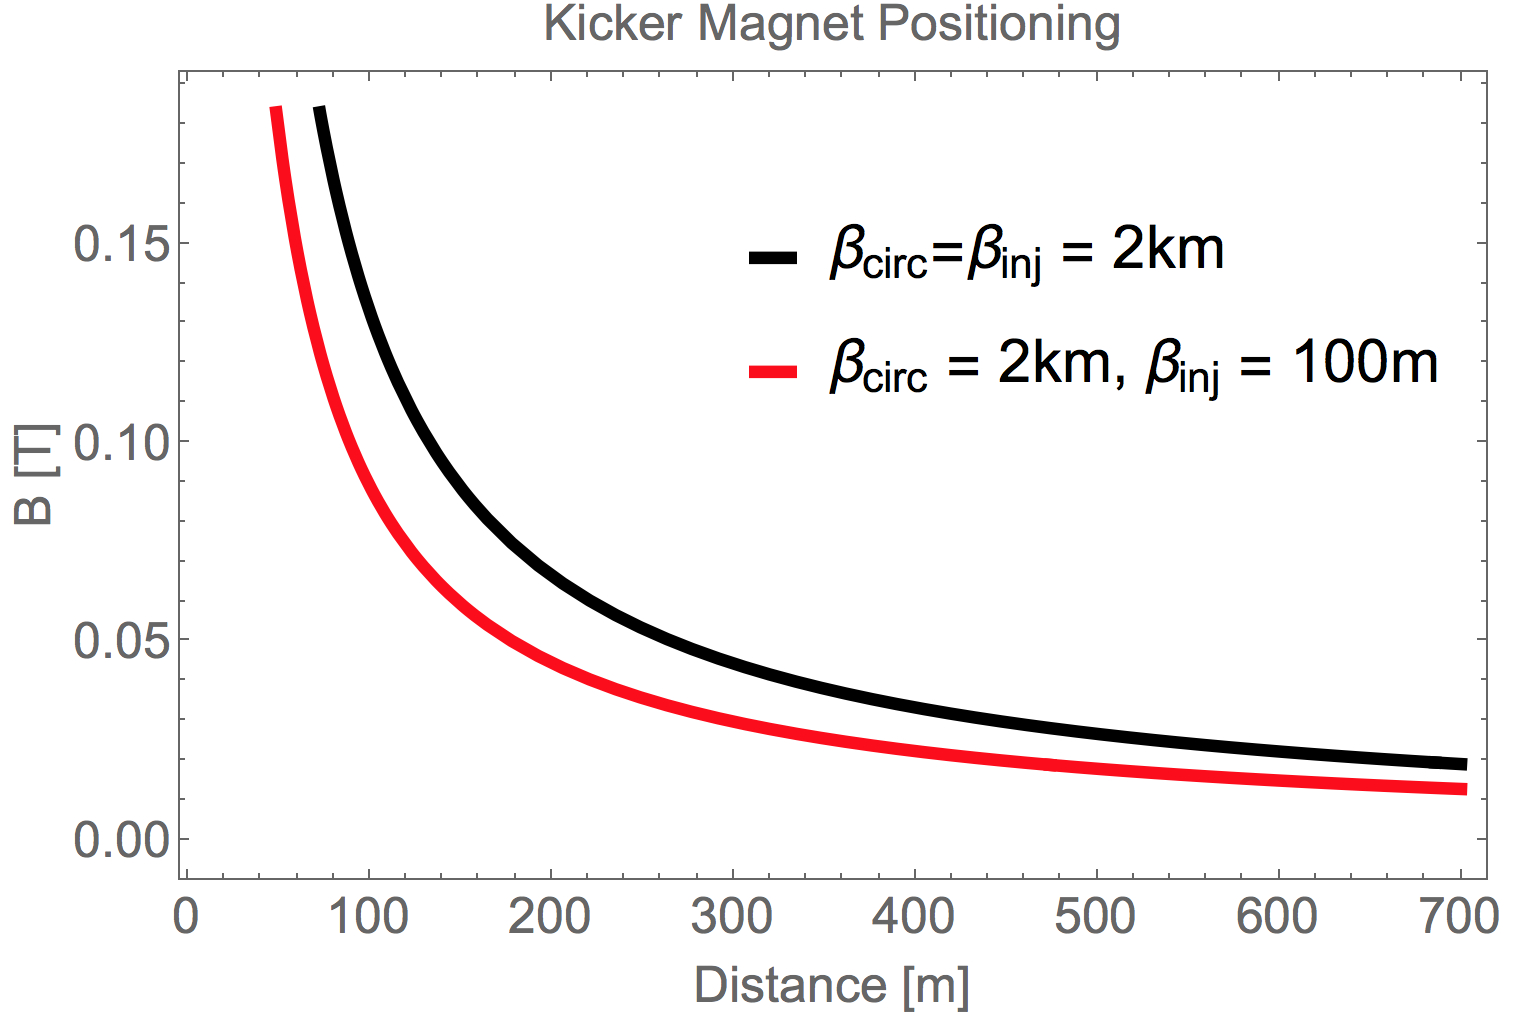 Kicker Magnet Positioning
0.15
0.10
0.05
0.00
B [T]
βcirc=βinj = 2km
βcirc = 2km, βinj = 100m
0 100 200 300 400 500 600 700
Distance [m]